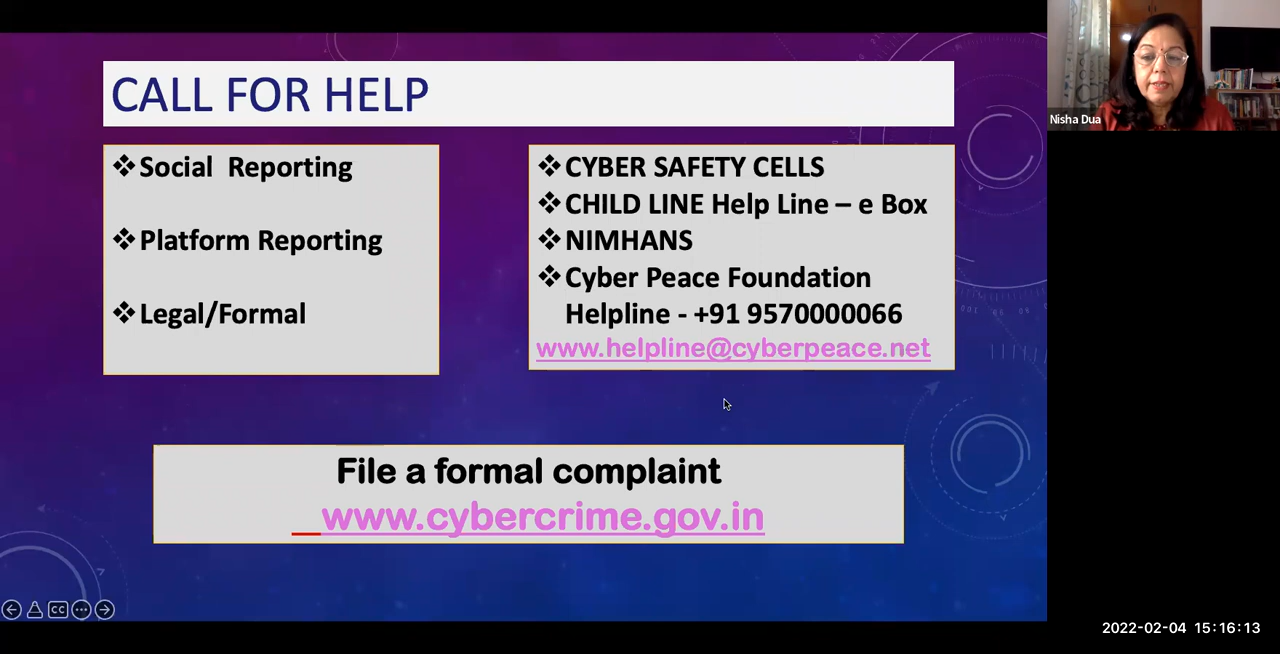 CALL FOR HELP
❖Social Reporting
❖Platform Reporting
❖Legal/Formal
❖CYBER SAFETY CELLS
❖CHILD LINE Help Line – e Box
❖NIMHANS
❖Cyber Peace Foundation
Helpline - +91 9570000066
www.helpline@cyberpeace.net
File a formal complaint
www.cybercrime.gov.in
Nisha Dua
CC
2022-02-04 15:16:13